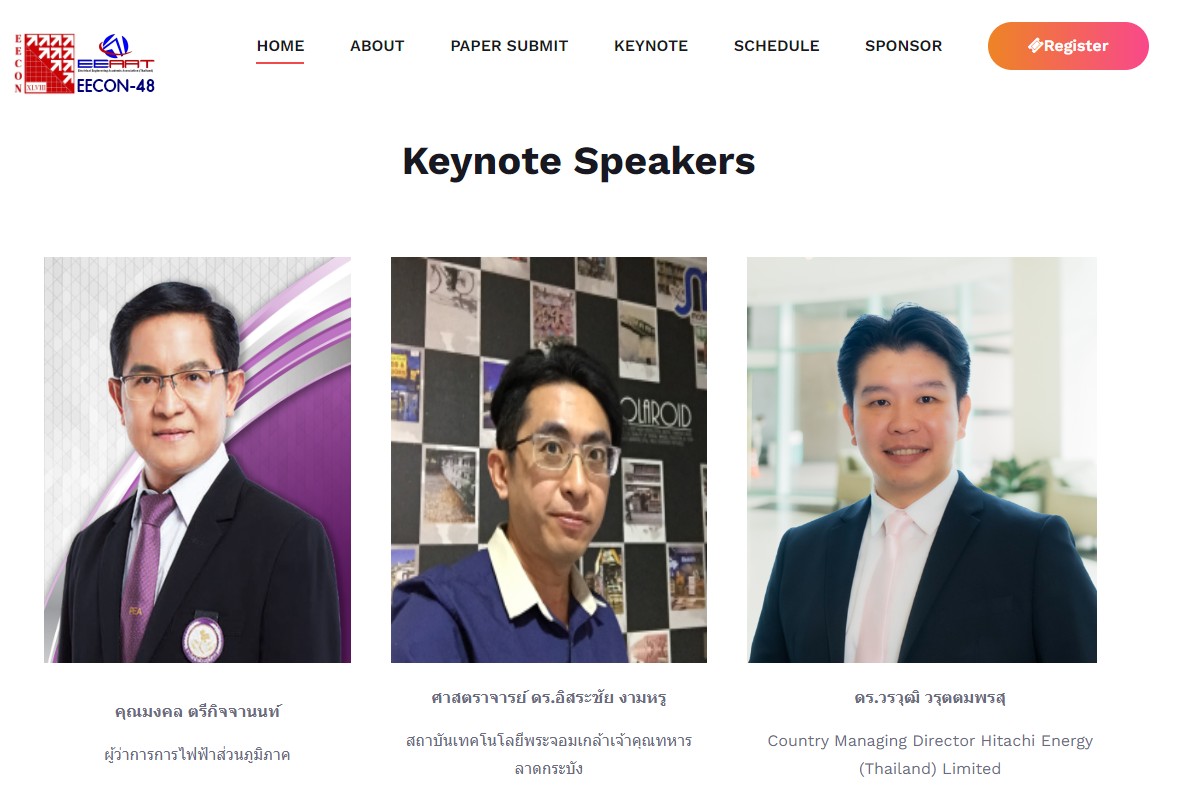 EECON
XLVIII
EEAAT
EECON-48
HOME
ABOUT
PAPER SUBMIT
KEYNOTE
SCHEDULE
SPONSOR
Register
Keynote Speakers
POLAROID
PEA
คุณมงคล ตรีกิจจานนท์
ผู้ว่าการการไฟฟ้าส่วนภูมิภาค
ศาสตราจารย์ ดร.อิสระชัย งามหรู
สถาบันเทคโนโลยีพระจอมเกล้าเจ้าคุณทหาร
ลาดกระบัง
ดร.วรวุฒิ วรุตตมพรสุ
Country Managing Director Hitachi Energy
(Thailand) Limited